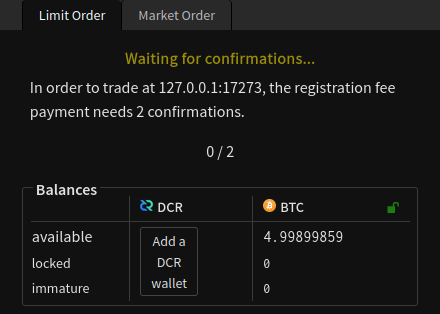 Limit Order Market Order
Waiting for confirmations...
In order to trade at 127.0.0.1:17273, the registration fee
payment needs 2 confirmations.
0 / 2
Balances
DCR BTC
available Add a DCR wallet 4.99899859
locked 0
immature 0